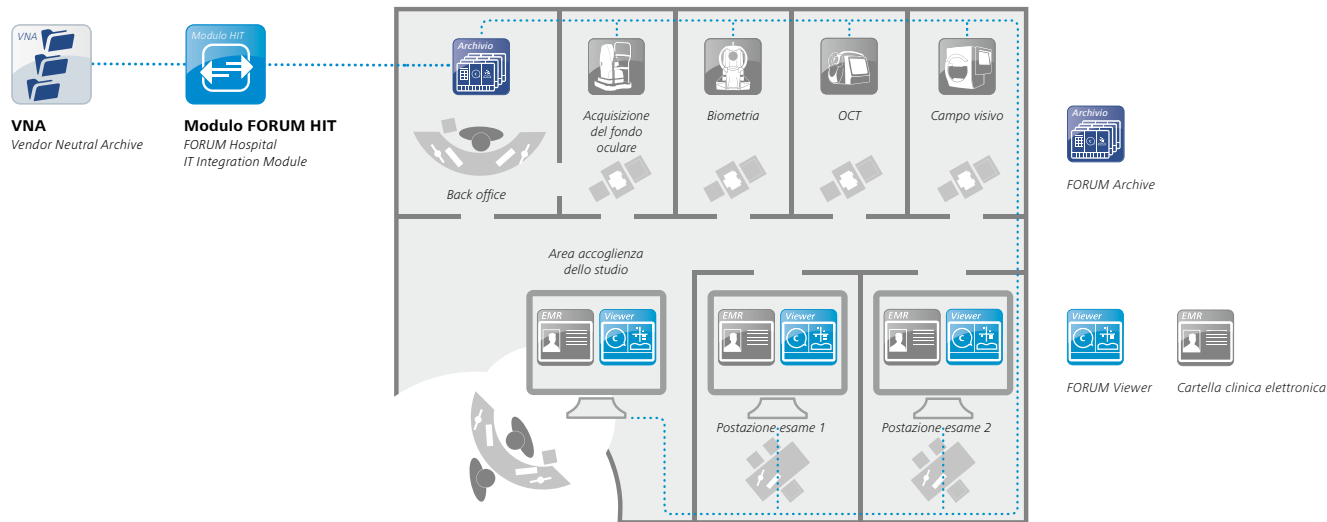 VNA
VNA
Vendor Neutral Archive
Modulo HIT
Modulo FORUM HIT
FORUM Hospital
IT Integration Module
Archivio
Back office
Acquisizione
del fondo
oculare
Biometria
OCT
Campo visivo
Archivio
FORUM Archive
Area accoglienza
dello studio
EMR
Viewer
C
EMR
Viewer
C
Postazione esame 1
EMR
Viewer
C
Postazione esame 2
Viewer
C
FORUM Viewer
EMR
Cartella clinica elettronica